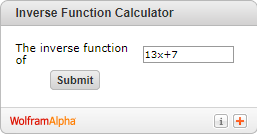 Inverse Function Calculator
The inverse function
of
13x+7
Submit
WolframAlpha
i
+